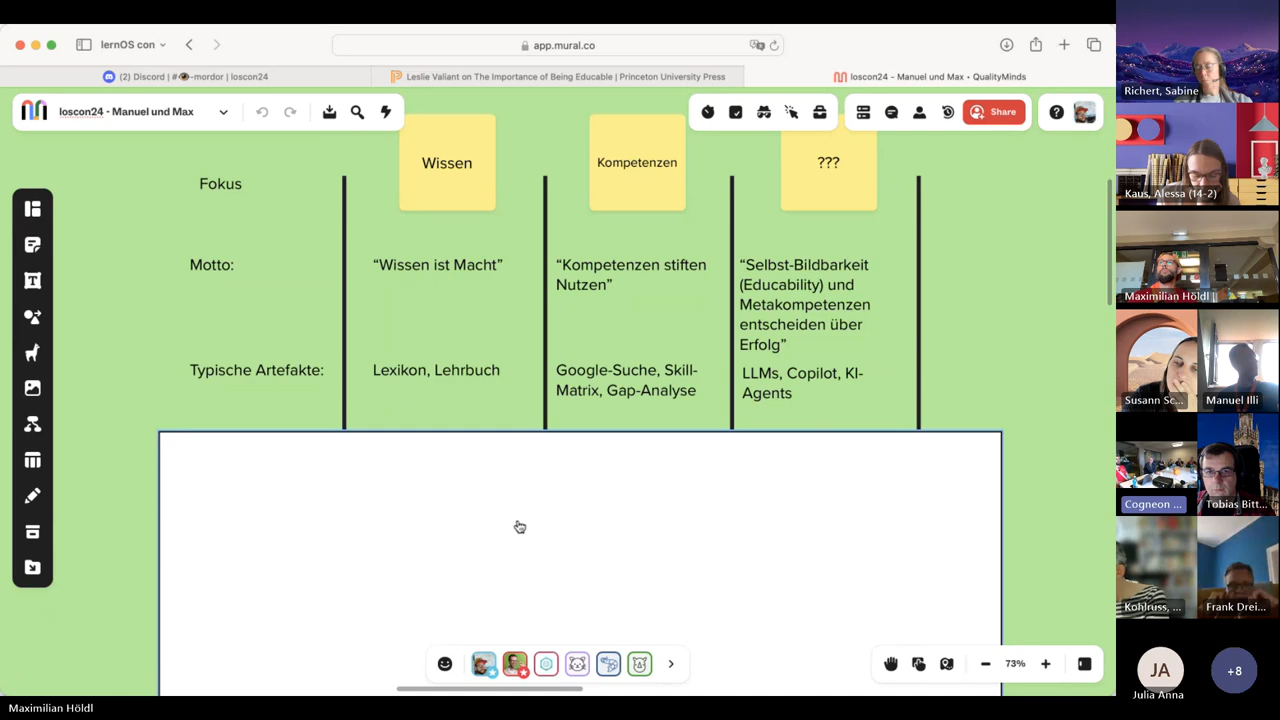 lernOS con
app.mural.co
(2) Discord | #👁-mordor | loscon24
Leslie Valiant on The Importance of Being Educable | Princeton University Press
loscon24 - Manuel und Max • QualityMinds
loscon24 - Manuel und Max
Share
Wissen
Kompetenzen
???
Fokus
Motto:
“Wissen ist Macht”
“Kompetenzen stiften
Nutzen”
“Selbst-Bildbarkeit
(Educability) und
Metakompetenzen
entscheiden über
Erfolg”
Typische Artefakte:
Lexikon, Lehrbuch
Google-Suche, Skill-
Matrix, Gap-Analyse
LLMs, Copilot, KI-
Agents
73%
Richert, Sabine
Kaus, Alessa (14-2)
Maximilian Höldl
Susann Sc...
Manuel Illi
Cogneon ...
Tobias Bitt...
Kohlruss, ...
Frank Drei...
JA
+8
Julia Anna
Maximilian Höldl